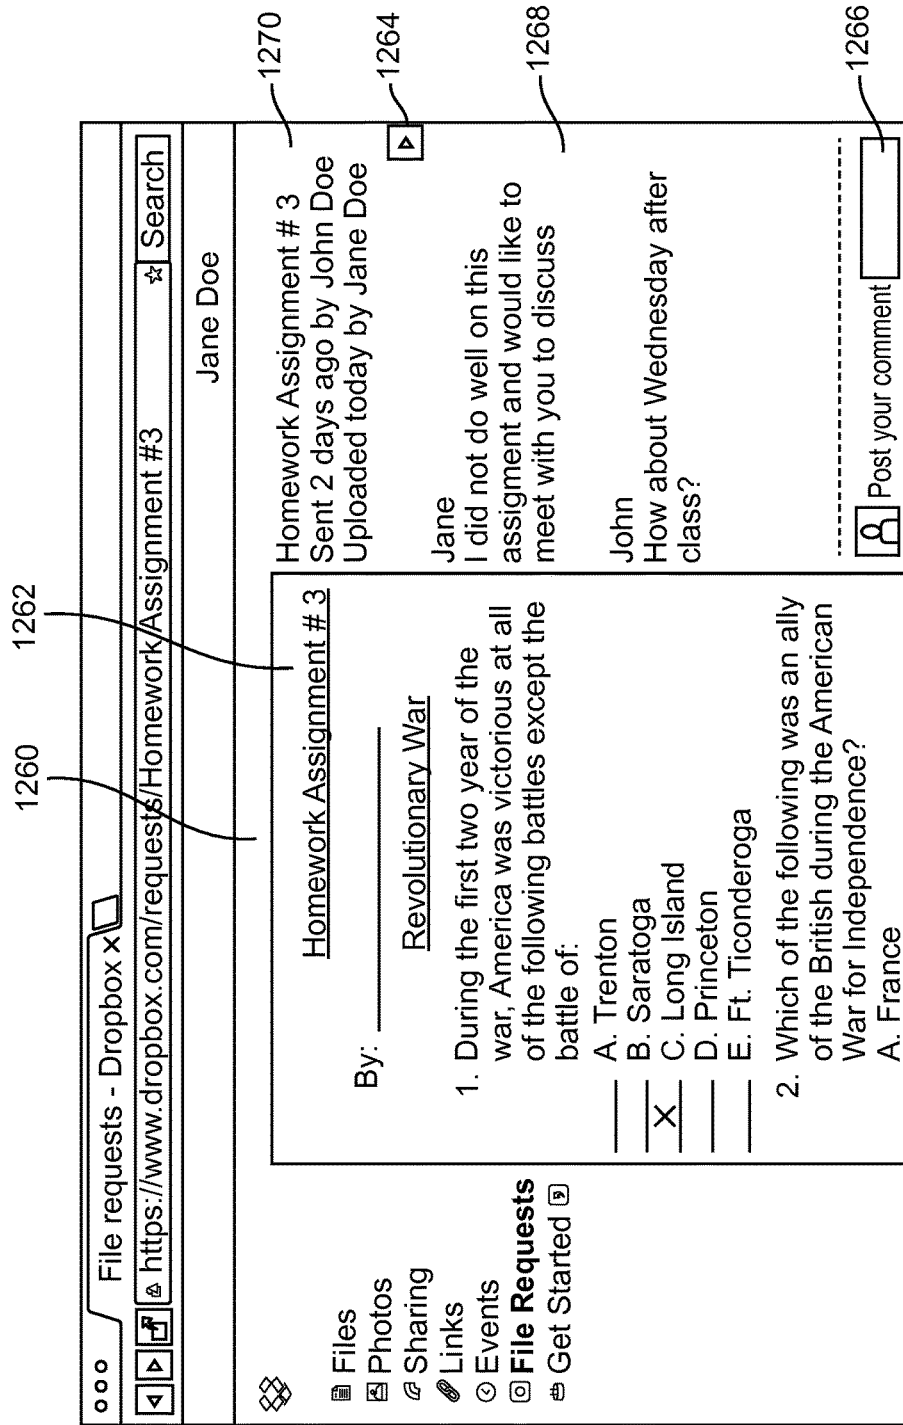 1260
1262
File requests - Dropbox ×
https://www.dropbox.com/requests/Homework Assignment #3
Search
Jane Doe
Files
Photos
Sharing
Links
Events
File Requests
Get Started
Homework Assignment # 3
By:
Revolutionary War
1. During the first two year of the
war, America was victorious at all
of the following battles except the
battle of:
A. Trenton
B. Saratoga
X C. Long Island
D. Princeton
E. Ft. Ticonderoga
2. Which of the following was an ally
of the British during the American
War for Independence?
A. France
Homework Assignment # 3
Sent 2 days ago by John Doe
Uploaded today by Jane Doe
Jane
I did not do well on this
assigment and would like to
meet with you to discuss
John
How about Wednesday after
class?
Post your comment
1270
1264
1268
1266